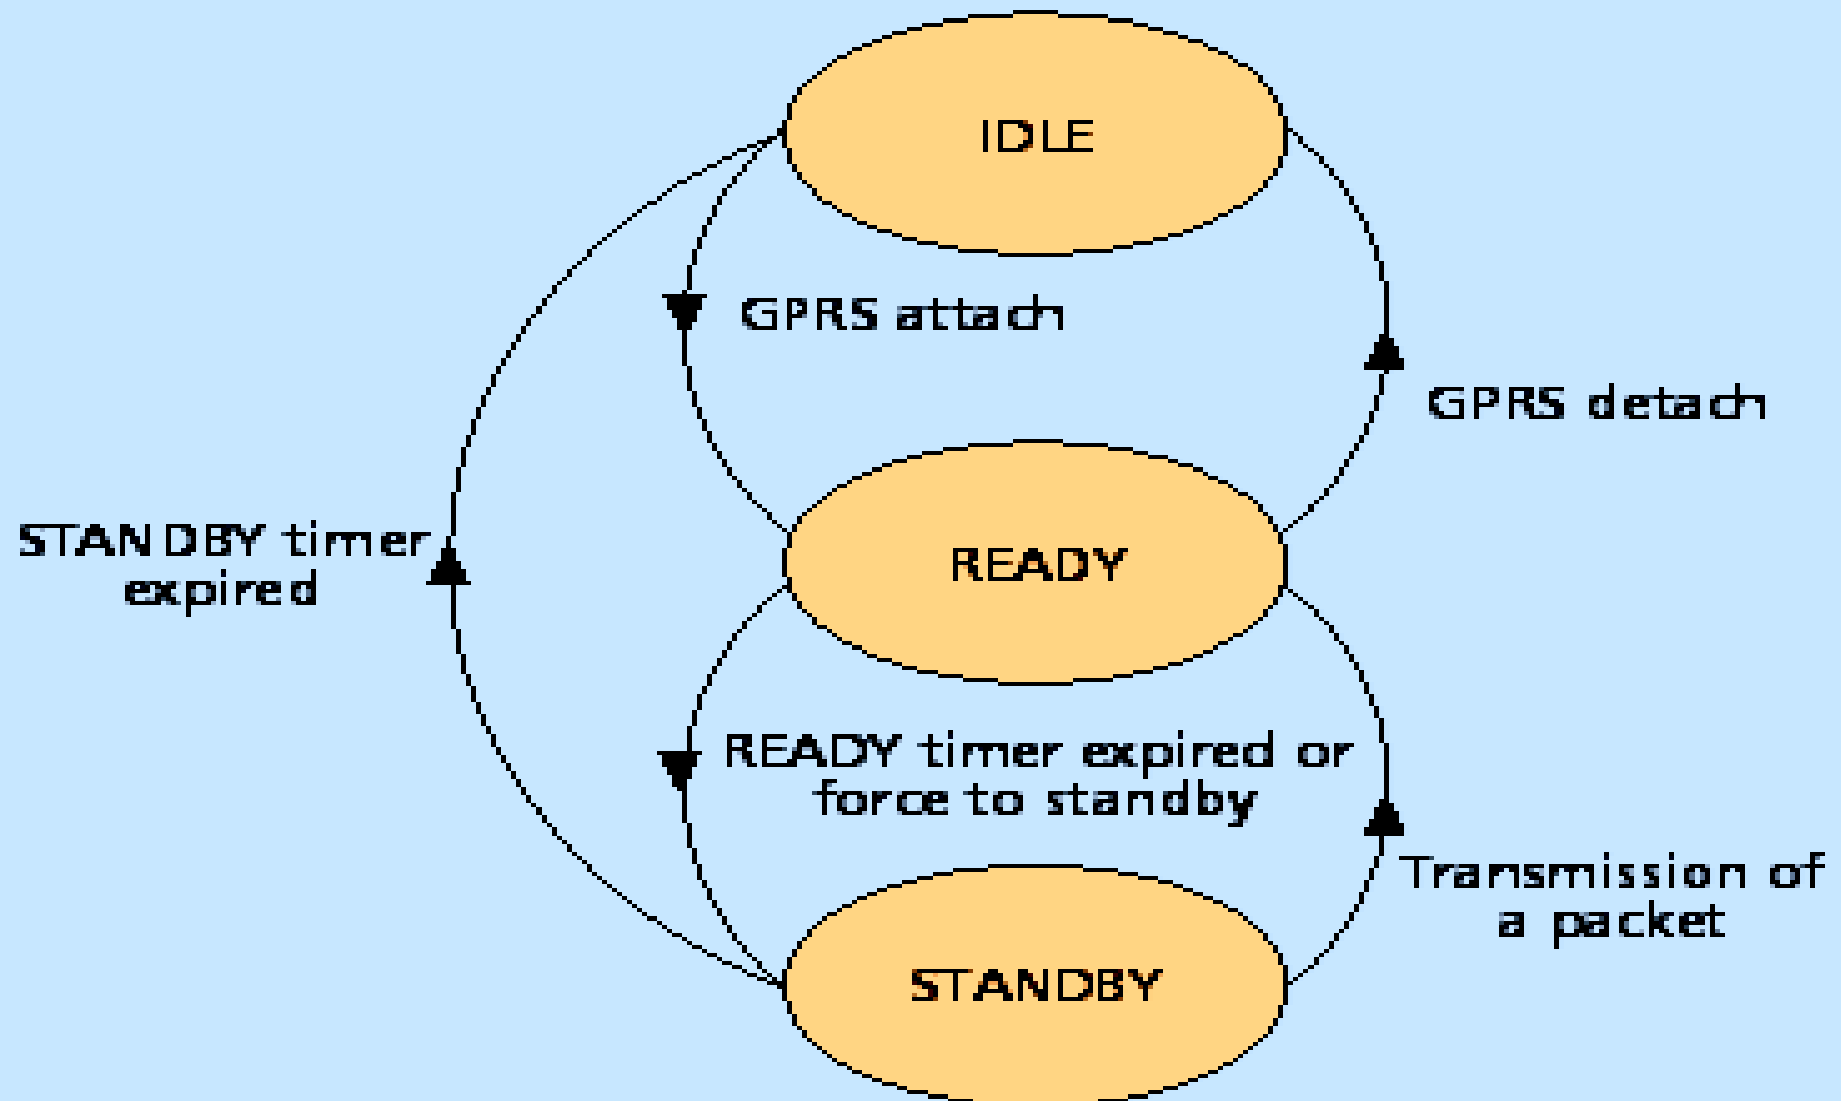 IDLE
GPRS attach
GPRS detach
STANDBY timer
expired
READY
READY timer expired or
force to standby
Transmission of
a packet
STANDBY